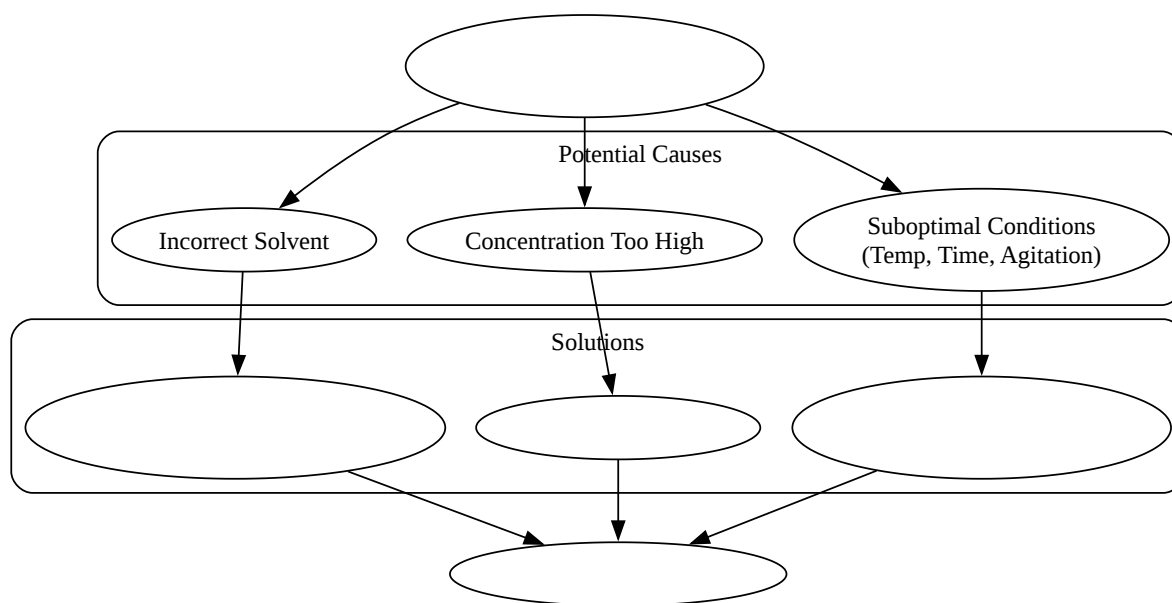 Potential Causes
Incorrect Solvent
Concentration Too High
Suboptimal Conditions
(Temp, Time, Agitation)
Solutions